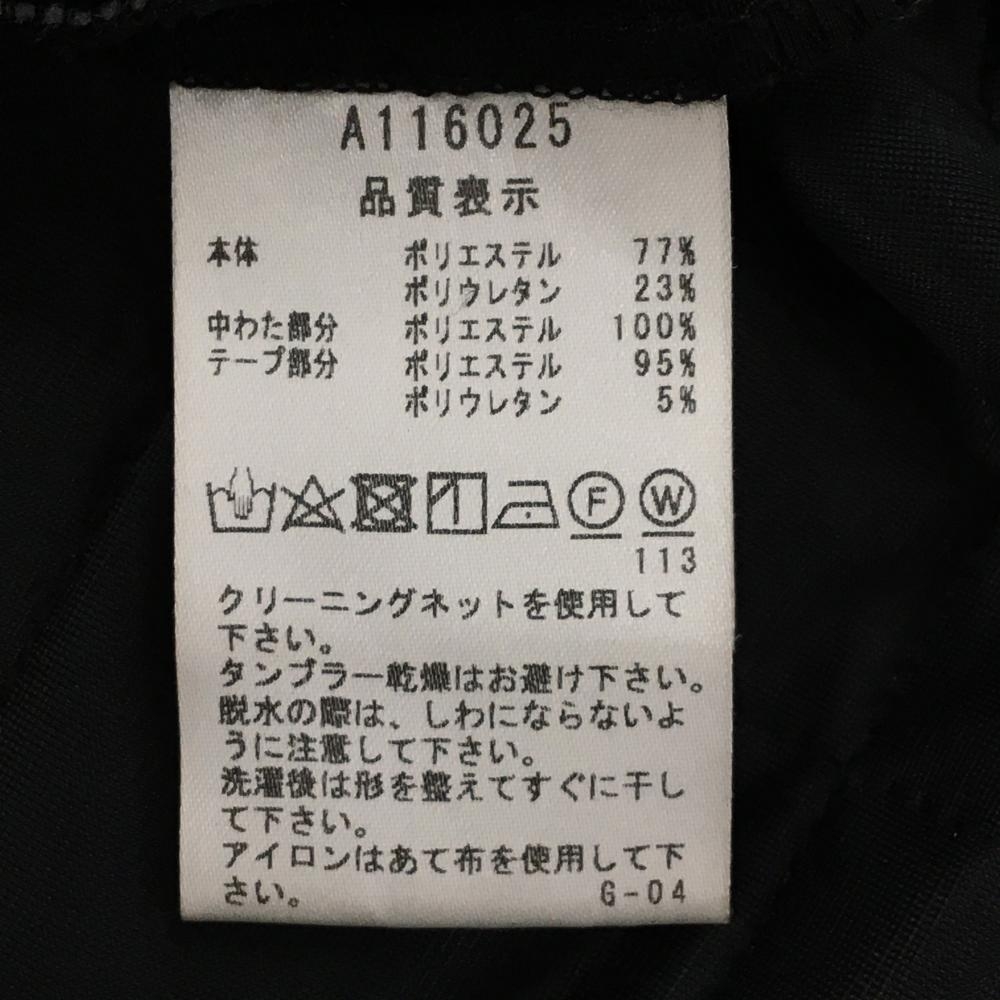 A116025
品質表示
本体 ポリエステル 77%
ポリウレタン 23%
中わた部分 ポリエステル 100%
テープ部分 ポリエステル 95%
ポリウレタン 5%
F W
113
クリーニングネットを使用して
下さい。
タンブラー乾燥はお避け下さい。
脱水の際は、しわにならないよ
うに注意して下さい。
洗濯後は形を整えてすぐに干し
て下さい。
アイロンはあて布を使用して下
さい。 G-04